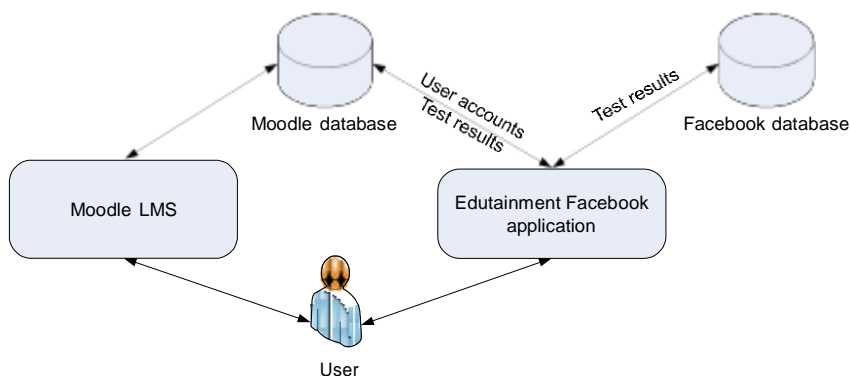 User accounts
Test results
Test results
Moodle database
Facebook database
Moodle LMS
Edutainment Facebook
application
User